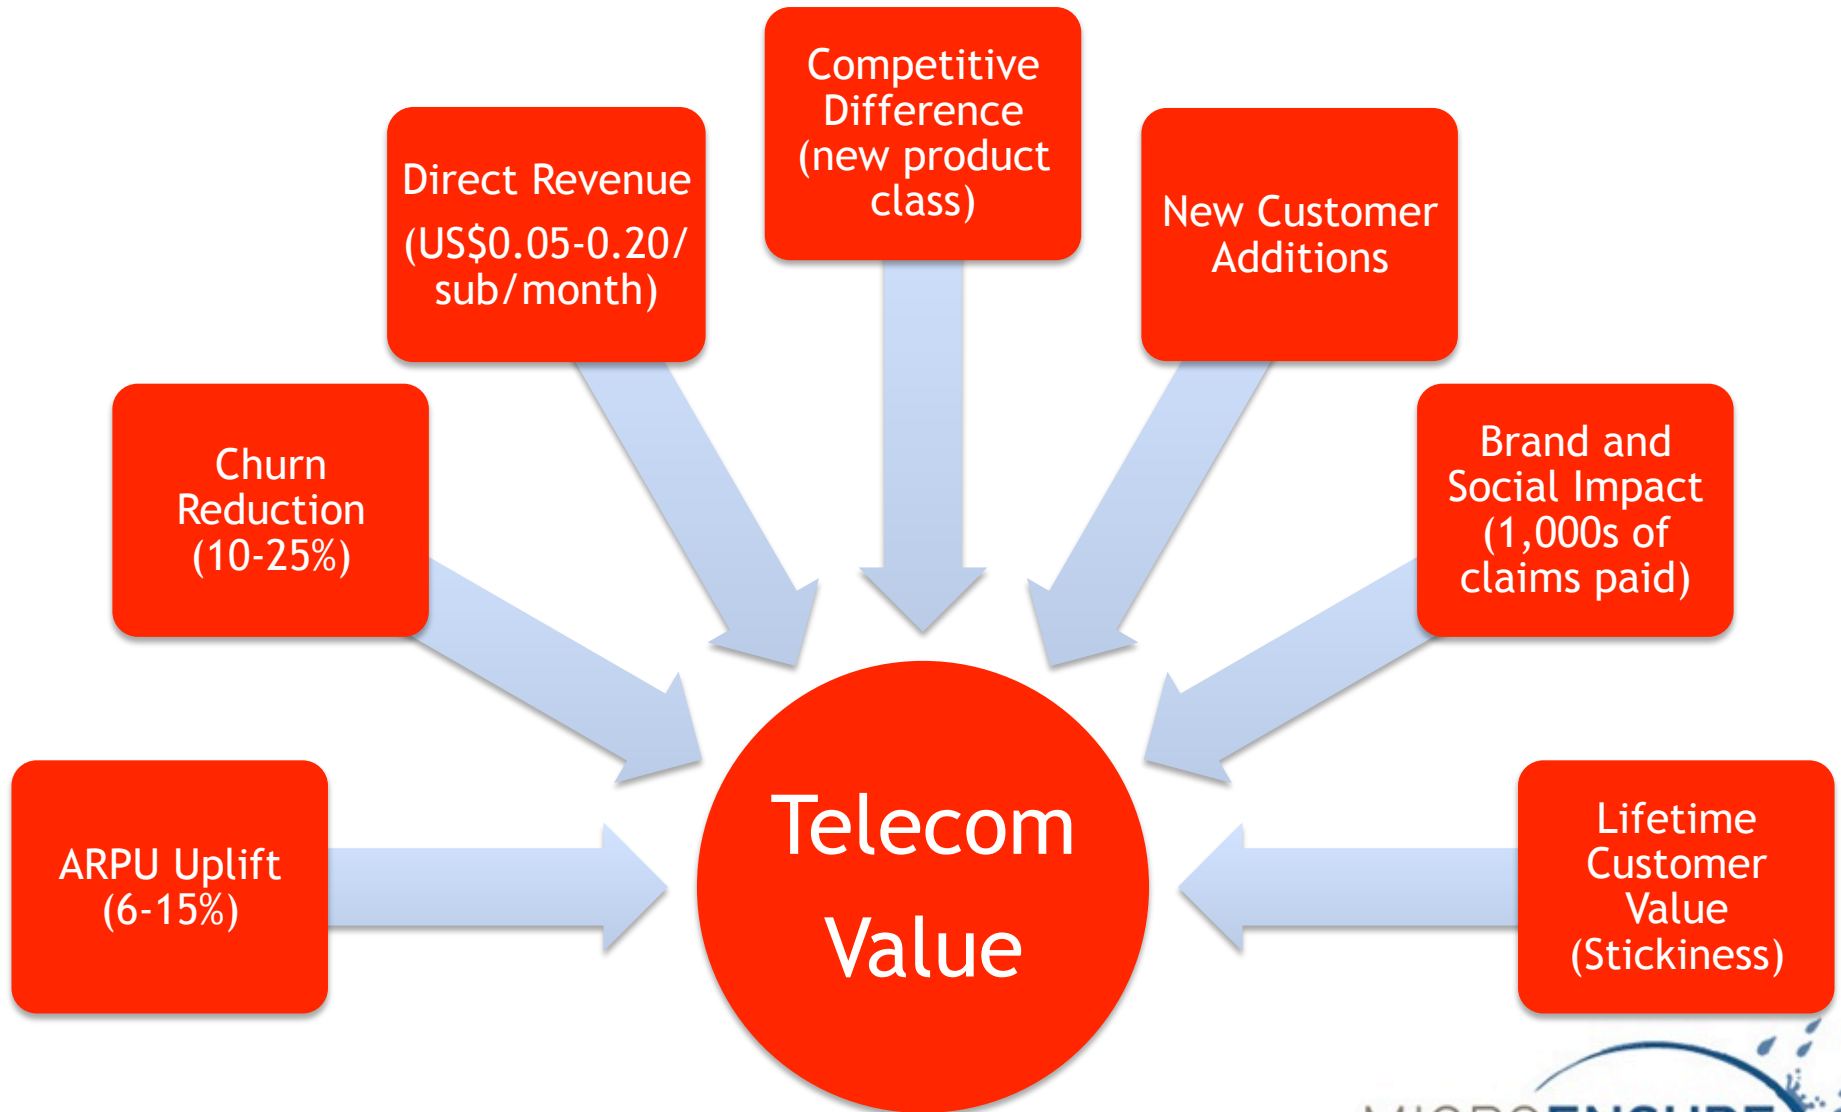 Competitive
Difference
(new product
class)
Direct Revenue
(US$0.05-0.20/
sub/month)
New Customer
Additions
Churn
Reduction
(10-25%)
Brand and
Social Impact
(1,000s of
claims paid)
ARPU Uplift
(6-15%)
Telecom
Value
Lifetime
Customer
Value
(Stickiness)
MICROENSURE